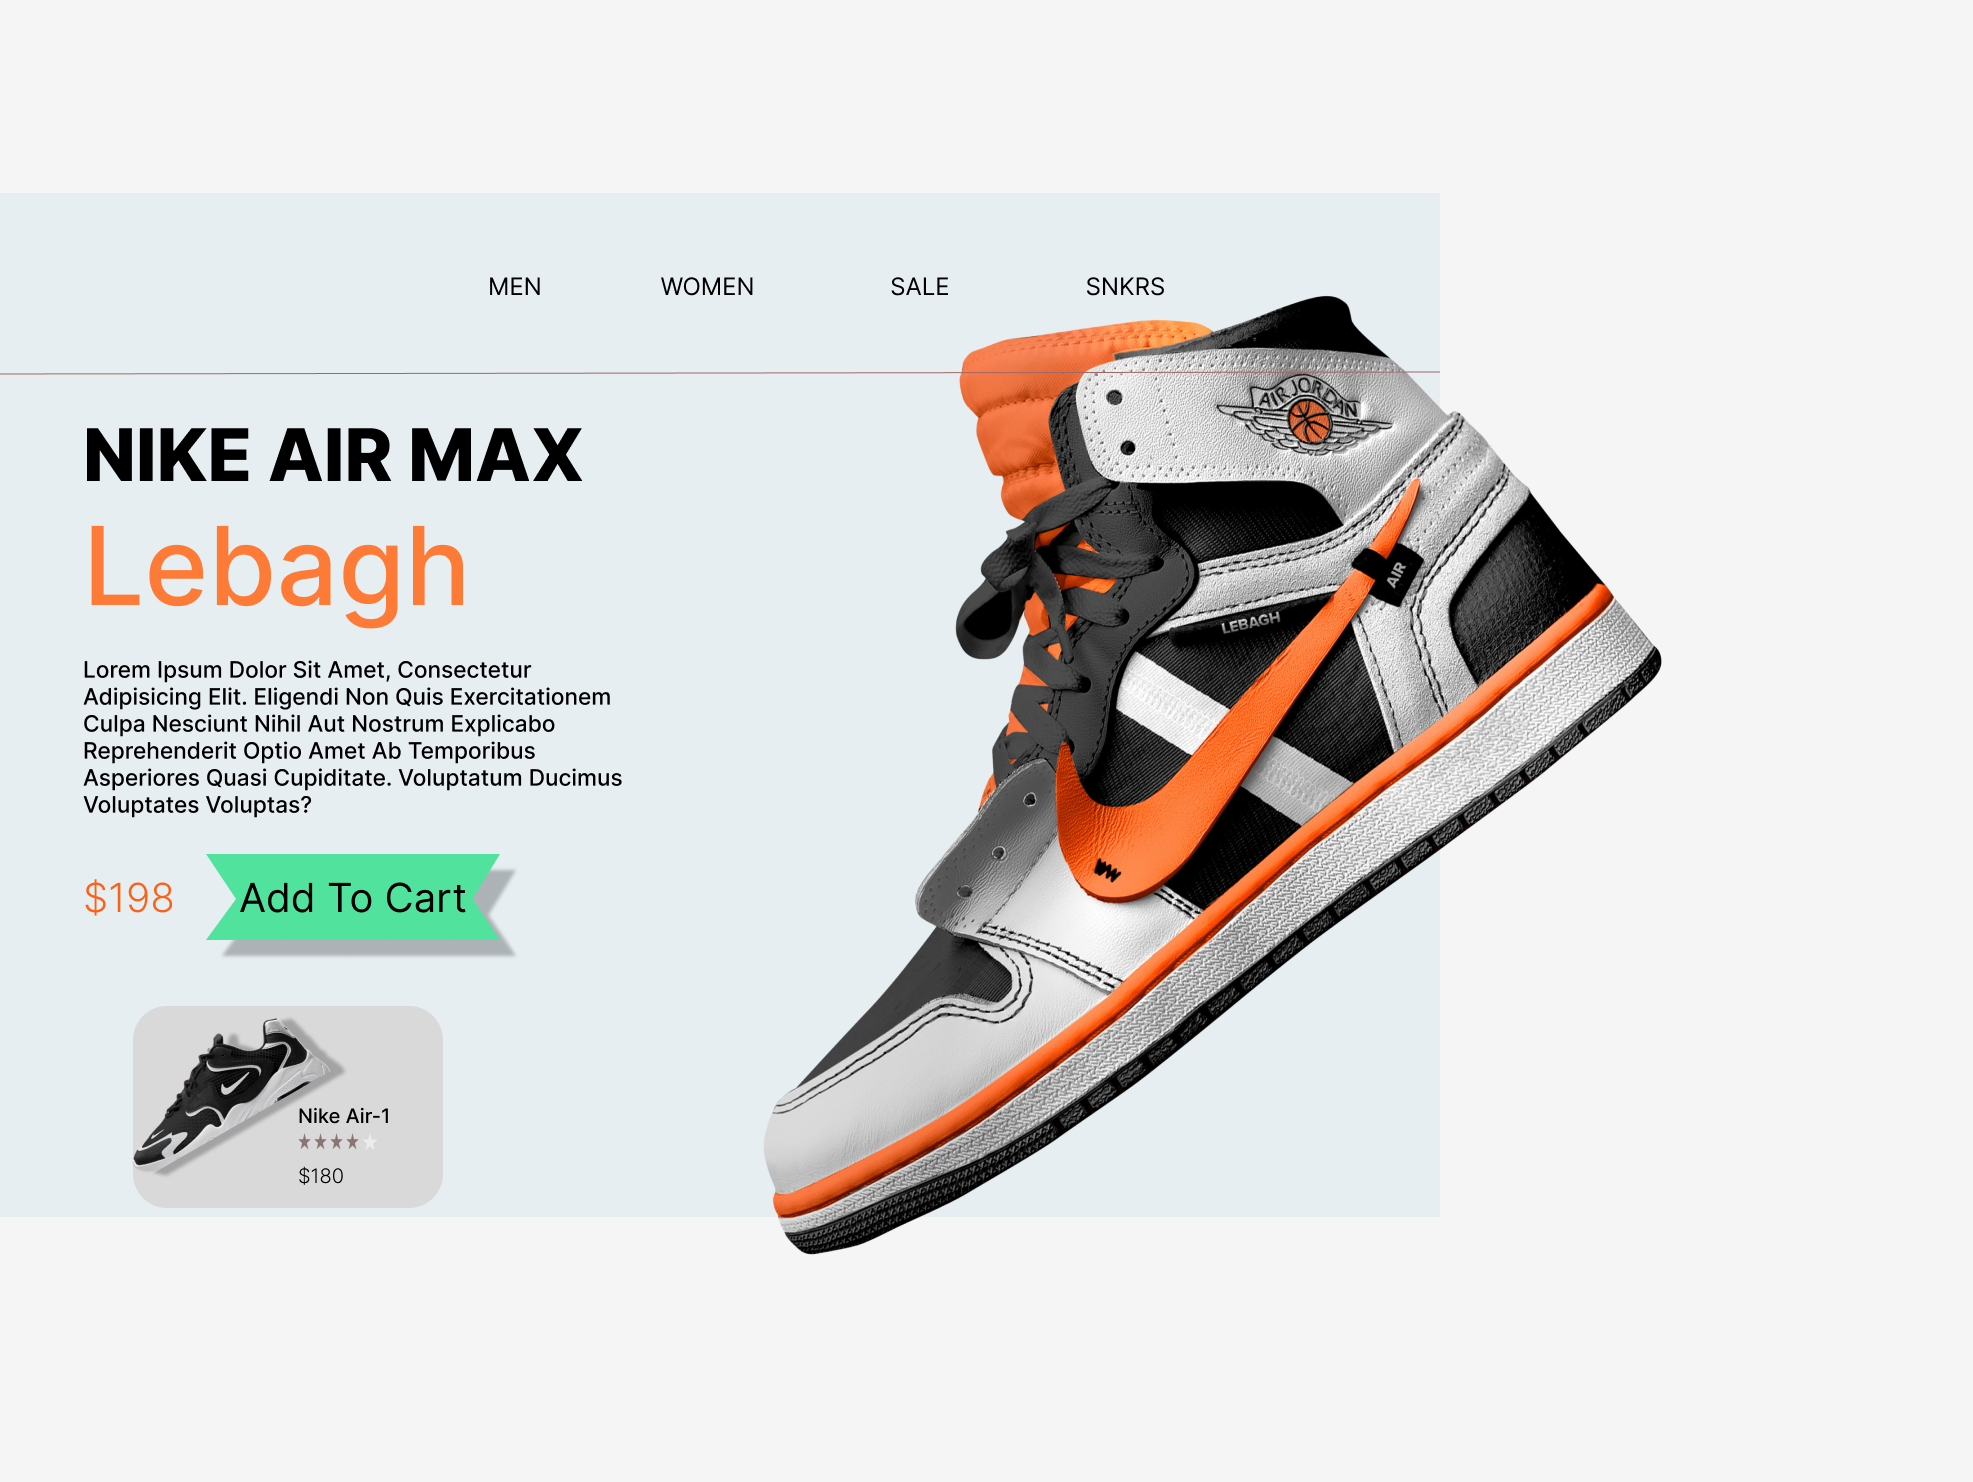 MEN WOMEN SALE SNKRS
NIKE AIR MAX
Lebagh
Lorem Ipsum Dolor Sit Amet, Consectetur
Adipisicing Elit. Eligendi Non Quis Exercitationem
Culpa Nesciunt Nihil Aut Nostrum Explicabo
Reprehenderit Optio Amet Ab Temporibus
Asperiores Quasi Cupiditate. Voluptatum Ducimus
Voluptates Voluptas?
$198 Add To Cart
Nike Air-1
$180
AIR JORDAN
AIR
LEBAGH